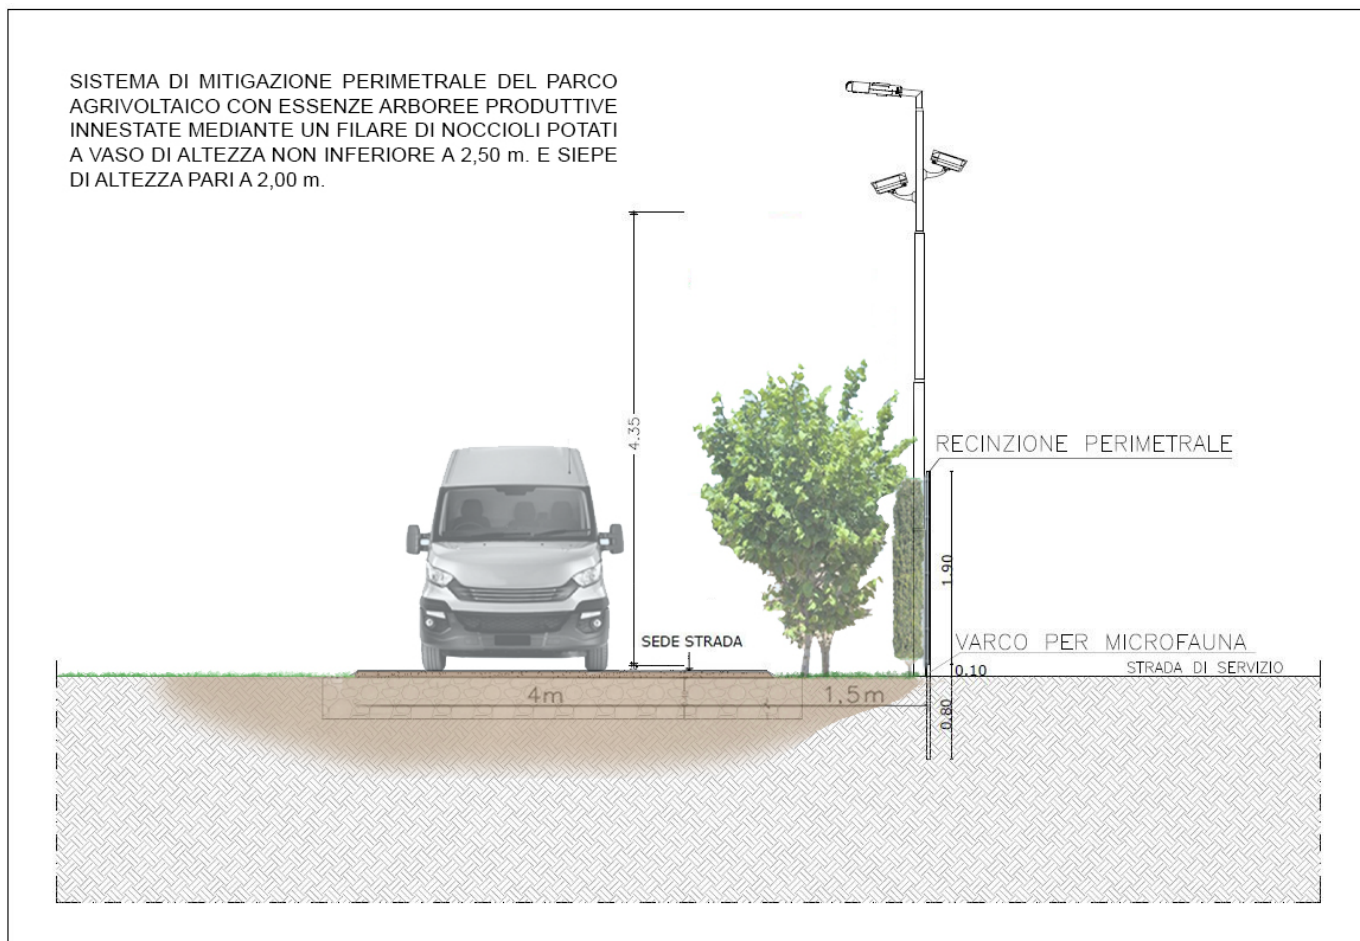 SISTEMA DI MITIGAZIONE PERIMETRALE DEL PARCO
AGRIVOLTAICO CON ESSENZE ARBOREE PRODUTTIVE
INNESTATE MEDIANTE UN FILARE DI NOCCIOLI POTATI
A VASO DI ALTEZZA NON INFERIORE A 2,50 m. E SIEPE
DI ALTEZZA PARI A 2,00 m.
4.35
RECINZIONE PERIMETRALE
1.90
SEDE STRADA
VARCO PER MICROFAUNA
0.10
STRADA DI SERVIZIO
4m
1,5m
0.80